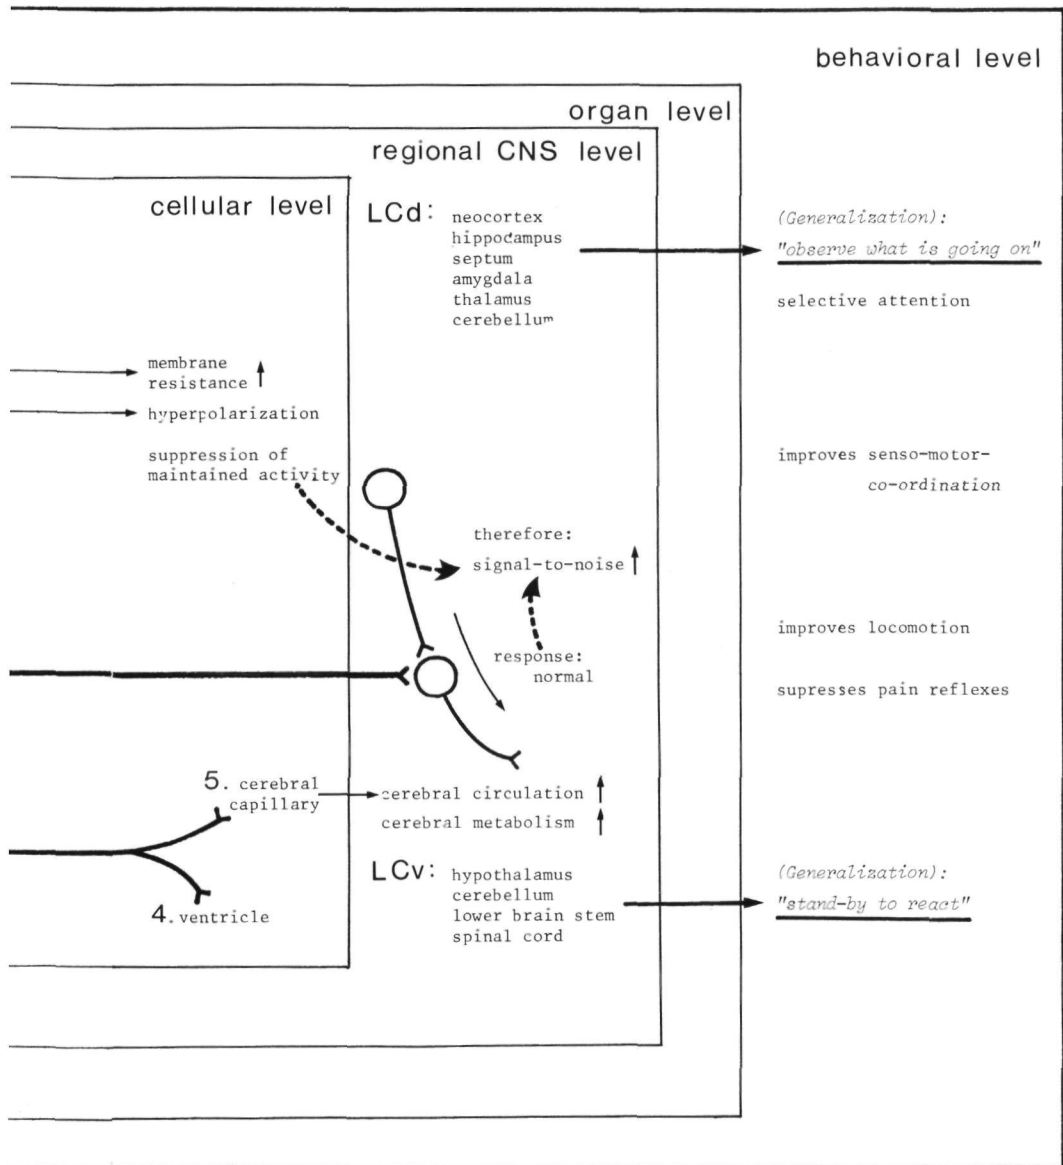 behavioral level
organ level
regional CNS level
cellular level
LCd: neocortex
hippocampus
septum
amygdala
thalamus
cerebellum
(Generalization):
"observe what is going on"
selective attention
membrane
resistance ↑
hyperpolarization
suppression of
maintained activity
improves senso-motor-
co-ordination
therefore:
signal-to-noise ↑
response:
normal
improves locomotion
supresses pain reflexes
5. cerebral
capillary
cerebral circulation ↑
cerebral metabolism ↑
4. ventricle
LCv: hypothalamus
cerebellum
lower brain stem
spinal cord
(Generalization):
"stand-by to react"